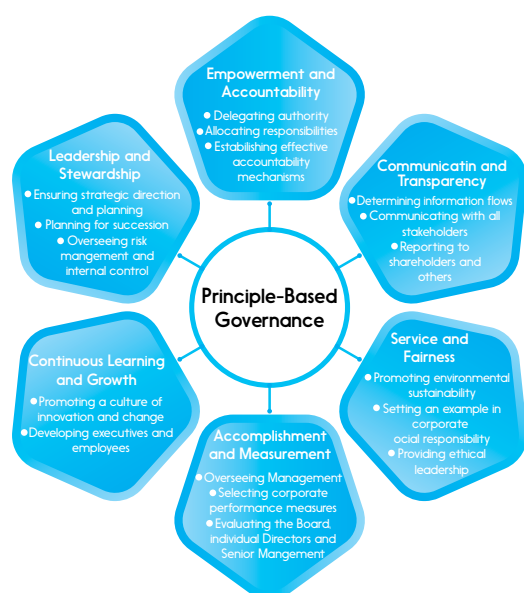 Empowerment and
Accountability
● Delegating authority
● Allocating responsibilities
● Establishing effective
accountability
mechanisms
Leadership and
Stewardship
● Ensuring strategic direction
and planning
● Planning for succession
● Overseeing risk
mangement and
internal control
Communicatin and
Transparency
● Determining information flows
● Communicating with all
stakeholders
● Reporting to
shareholders and
others
Principle-Based
Governance
Continuous Learning
and Growth
● Promoting a culture of
innovation and change
● Developing executives and
employees
Service and
Fairness
● Promoting environmental
sustainability
● Setting an example in
corporate
ocial responsibility
● Providing ethical
leadership
Accomplishment
and Measurement
● Overseeing Management
● Selecting corporate
performance measures
● Evaluating the Board,
individual Directors and
Senior Mangement